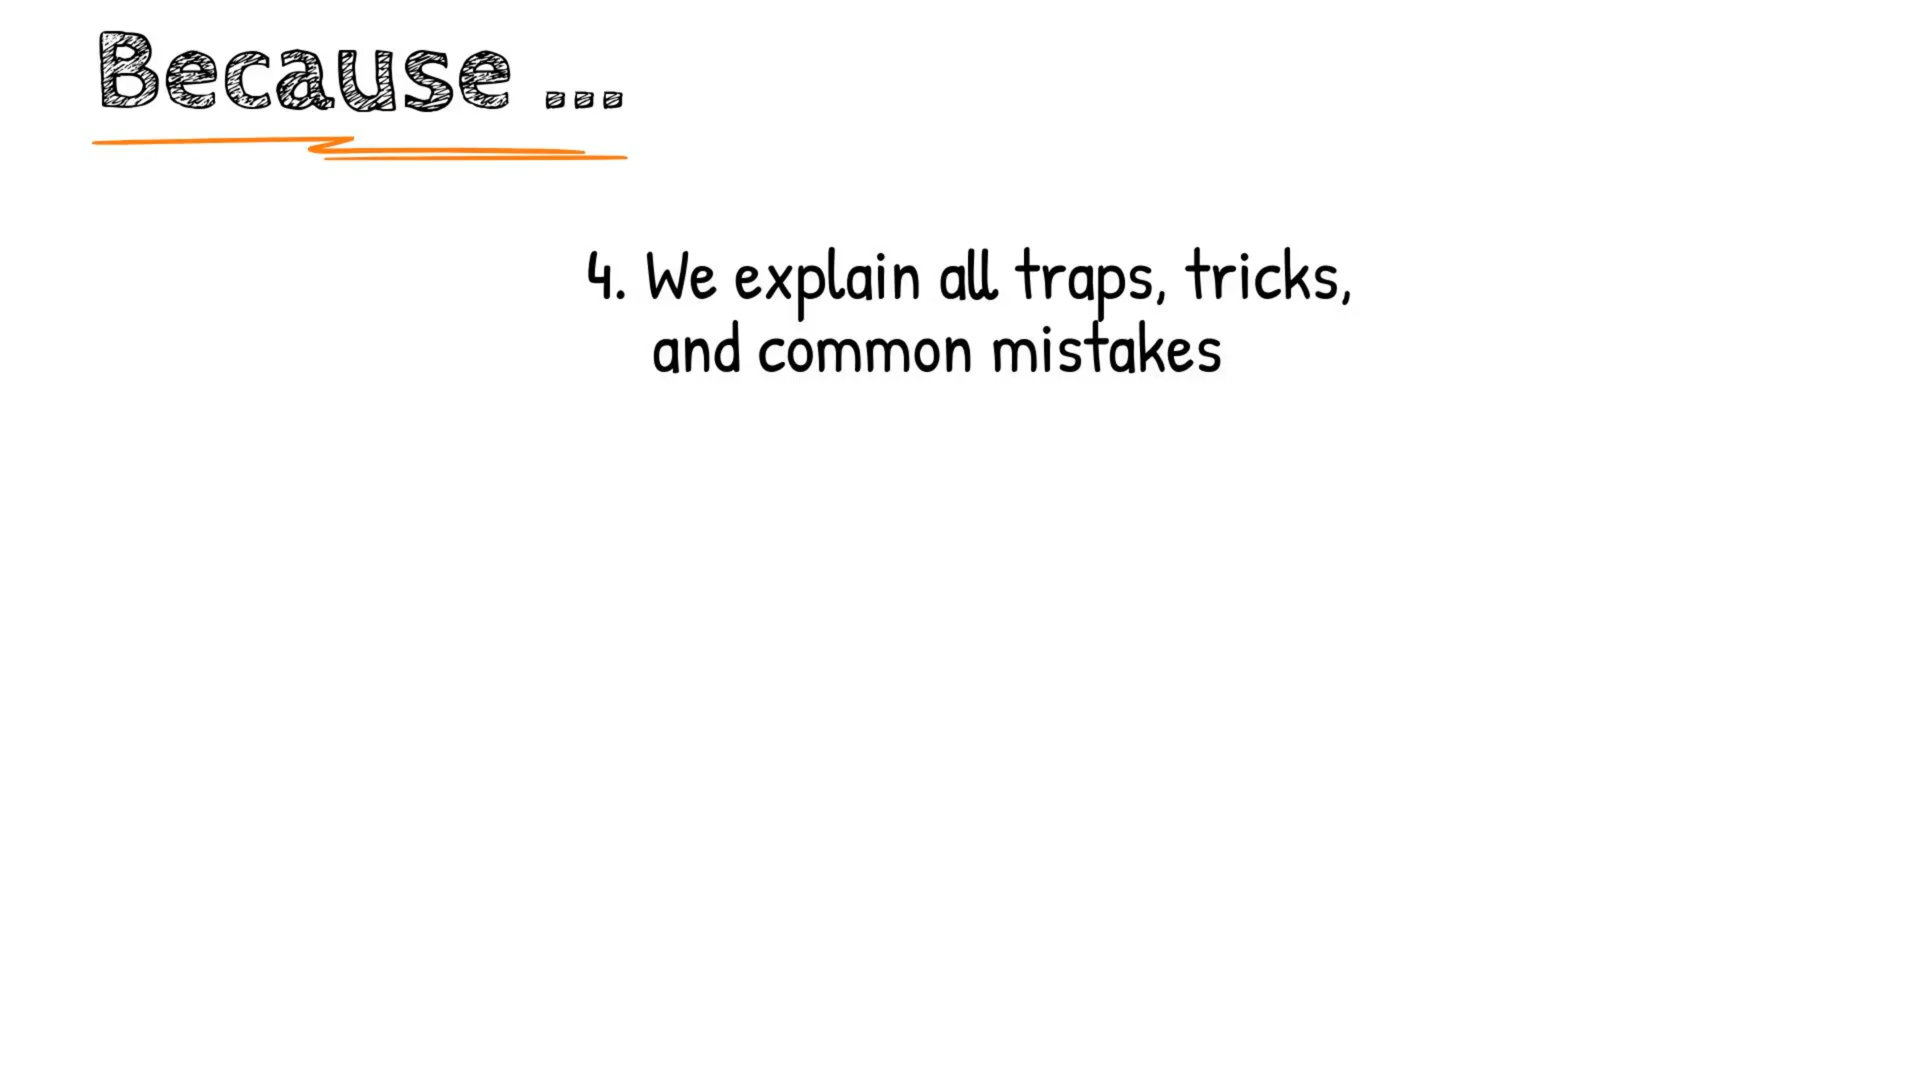 Because ...
4. We explain all traps, tricks,
and common mistakes